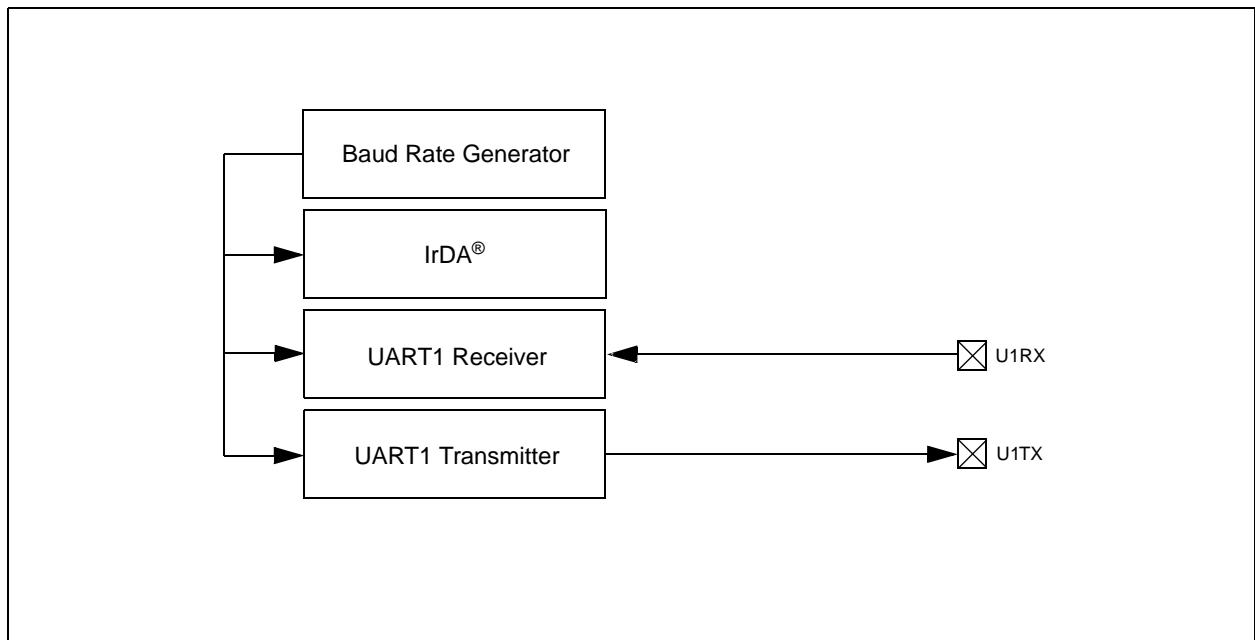 Baud Rate Generator
IrDA®
UART1 Receiver
U1RX
UART1 Transmitter
U1TX